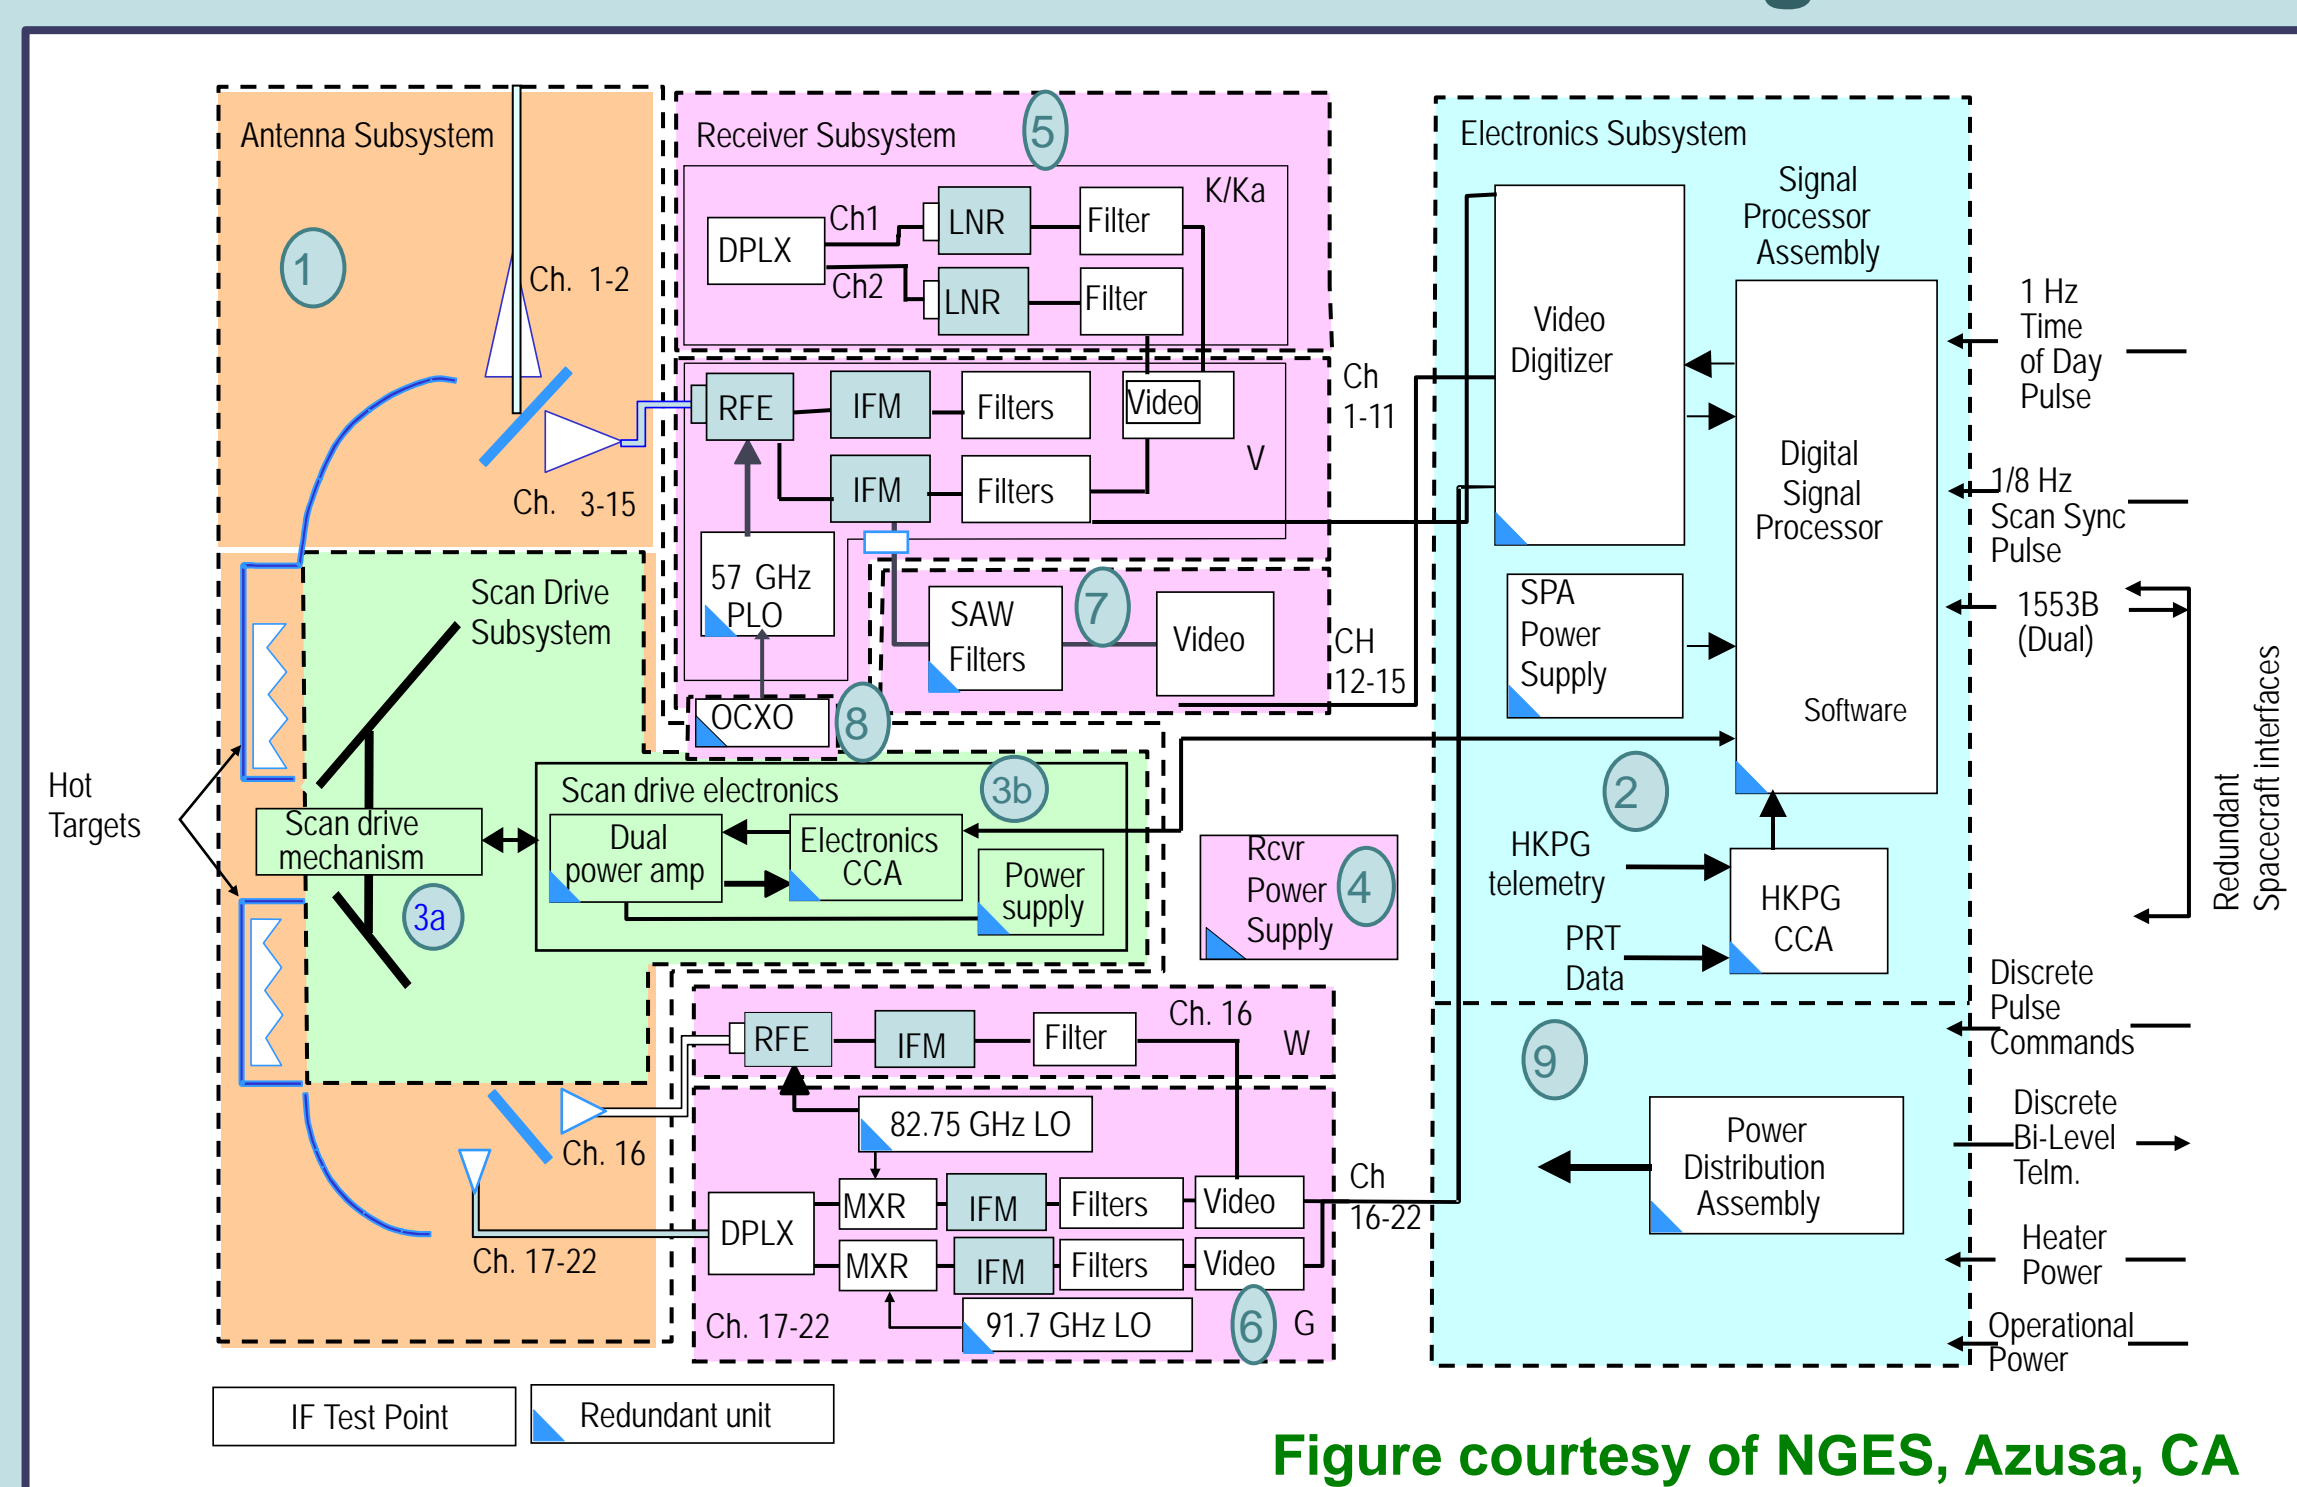 Antenna Subsystem
1
Ch. 1-2
Ch. 3-15
Receiver Subsystem
5
K/Ka
DPLX
Ch1
Ch2
LNR
Filter
LNR
Filter
RFE
IFM
Filters
Video
V
IFM
Filters
57 GHz
PLO
SAW
Filters
7
Video
OCXO
8
Ch
1-11
CH
12-15
Electronics Subsystem
Signal
Processor
Assembly
Video
Digitizer
Digital
Signal
Processor
Software
SPA
Power
Supply
2
HKPG
telemetry
PRT
Data
HKPG
CCA
1 Hz
Time
of Day
Pulse
1/8 Hz
Scan Sync
Pulse
1553B
(Dual)
Redundant
Spacecraft interfaces
Scan Drive
Subsystem
Hot
Targets
Scan drive
mechanism
3a
Scan drive electronics
3b
Dual
power amp
Electronics
CCA
Power
supply
Rcvr
Power
Supply
4
Ch. 16
W
RFE
IFM
Filter
82.75 GHz LO
DPLX
MXR
IFM
Filters
Video
MXR
IFM
Filters
Video
91.7 GHz LO
Ch. 17-22
6
G
Ch. 16
Ch. 17-22
Ch
16-22
9
Power
Distribution
Assembly
Discrete
Pulse
Commands
Discrete
Bi-Level
Telm.
Heater
Power
Operational
Power
IF Test Point
Redundant unit
Figure courtesy of NGES, Azusa, CA